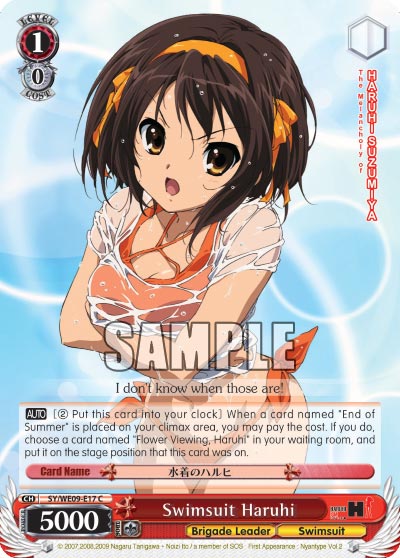 LEVEL
1
0
COST
The Melancholy of
HARUHI SUZUMIYA
SAMPLE
I don't know when those are!
AUTO [② Put this card into your clock] When a card named "End of
Summer" is placed on your climax area, you may pay the cost. If you do,
choose a card named "Flower Viewing, Haruhi" in your waiting room, and
put it on the stage position that this card was on.
Card Name
水着のハルヒ
CH
SY/WE09-E17 C
5000
Swimsuit Haruhi
H
Brigade Leader
Swimsuit
© 2007,2008,2009 Nagaru Tanigawa • Noizi Ito / a member of SOS First Appearance : Nyantype Vol.3